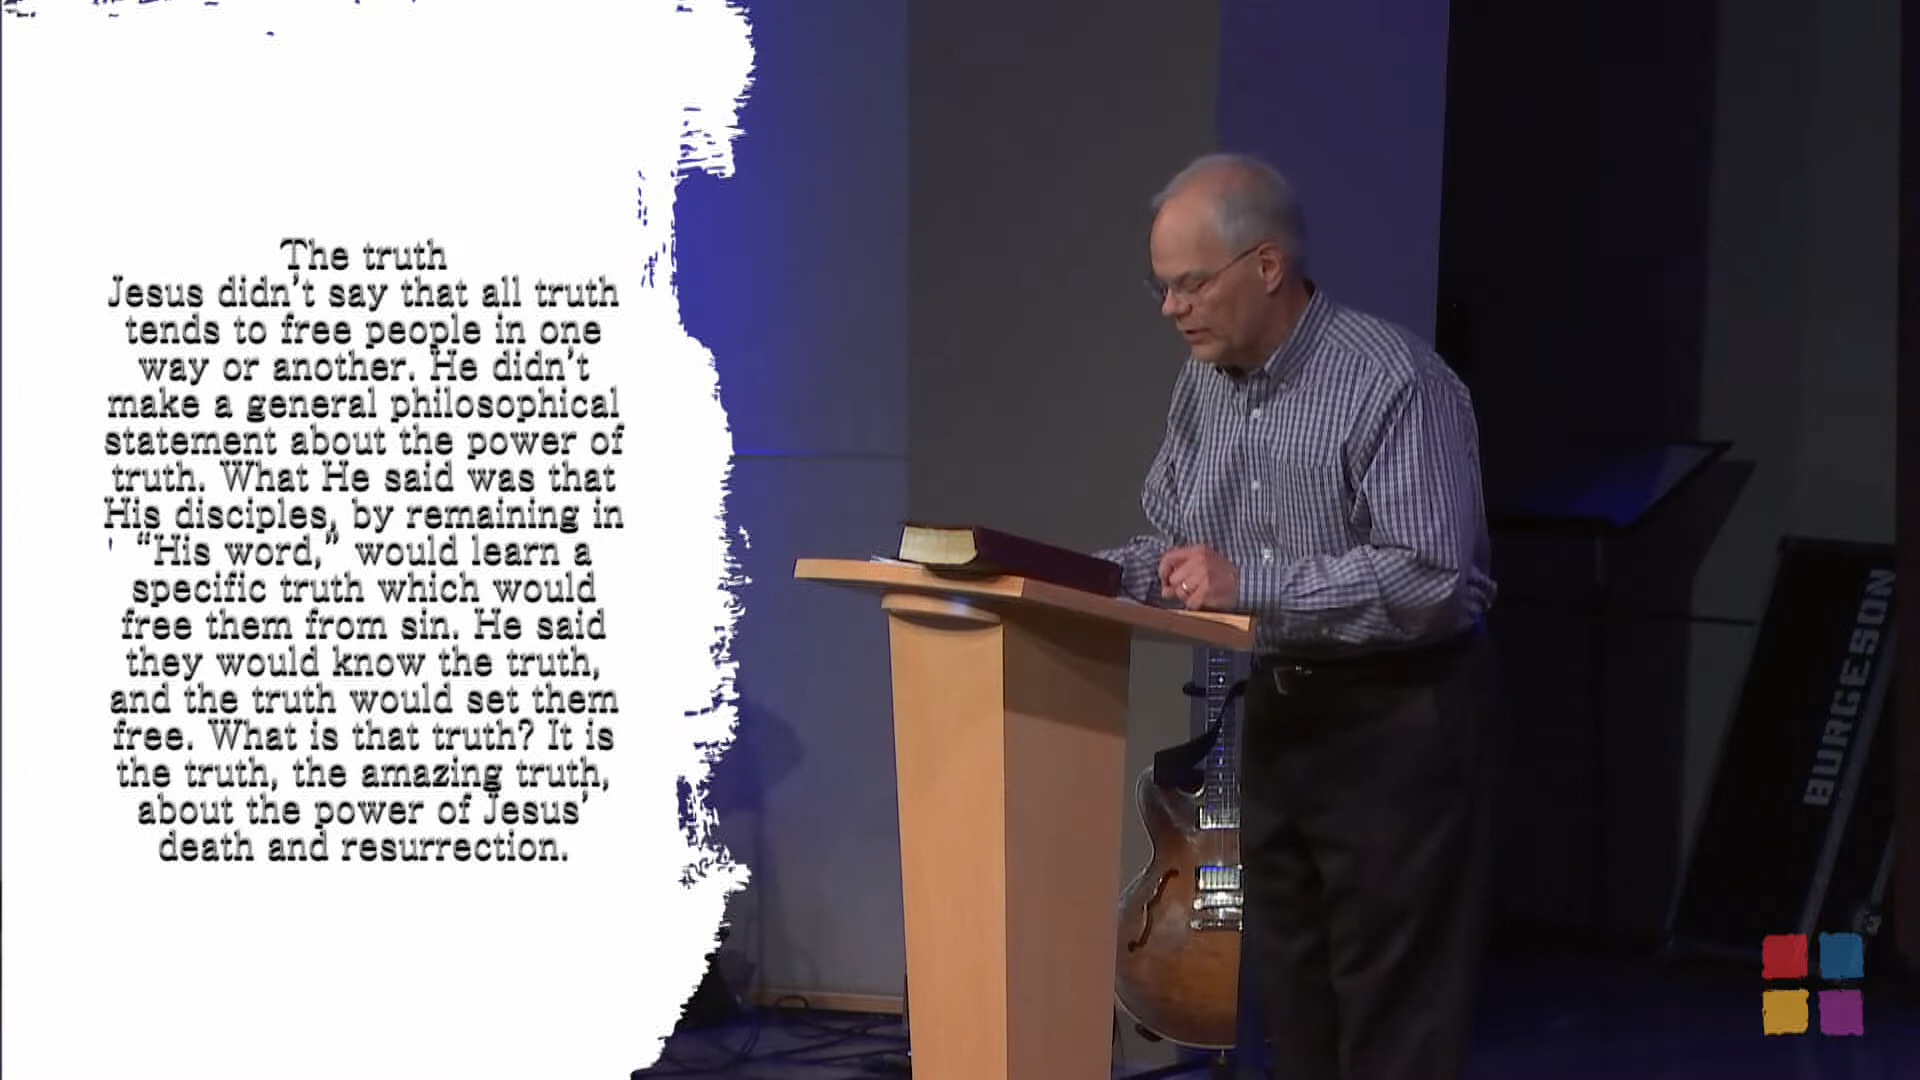 The truth
Jesus didn't say that all truth
tends to free people in one
way or another. He didn't
make a general philosophical
statement about the power of
truth. What He said was that
His disciples, by remaining in
“His word,” would learn a
specific truth which would
free them from sin. He said
they would know the truth,
and the truth would set them
free. What is that truth? It is
the truth, the amazing truth,
about the power of Jesus'
death and resurrection.
BURGESON